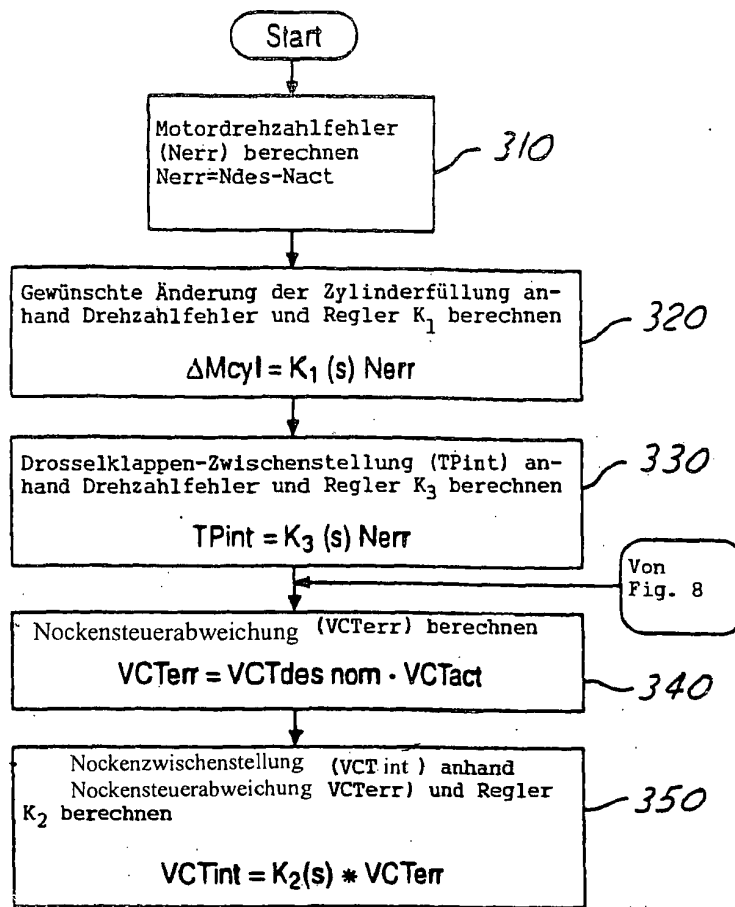 Start
Motordrehzahlfehler
(Nerr) berechnen
Nerr=Ndes-Nact
310
Gewünschte Änderung der Zylinderfüllung an-
hand Drehzahlfehler und Regler K₁ berechnen
ΔMcyl = K₁ (s) Nerr
320
Drosselklappen-Zwischenstellung (TPint) an-
hand Drehzahlfehler und Regler K₃ berechnen
TPint = K₃ (s) Nerr
330
Von
Fig. 8
Nockensteuerabweichung (VCTerr) berechnen
VCTerr = VCTdes nom · VCTact
340
Nockenzwischenstellung (VCT int ) anhand
Nockensteuerabweichung VCTerr) und Regler
K₂ berechnen
VCTint = K₂(s) * VCTerr
350